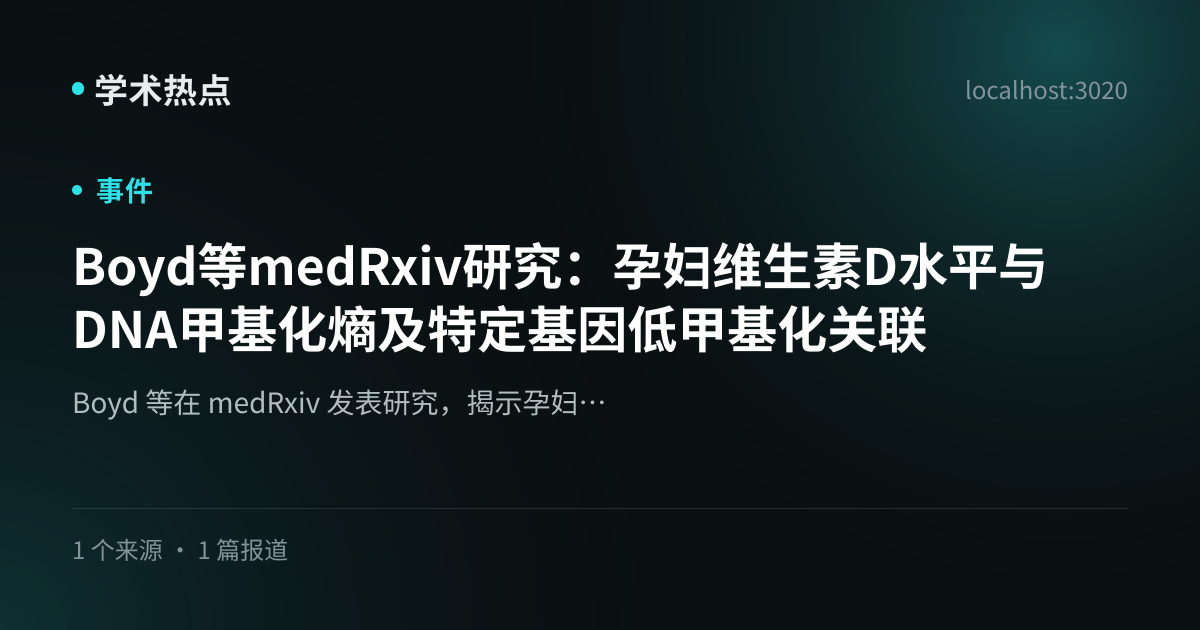 学术热点
localhost:3020
事件
Boyd等medRxiv研究：孕妇维生素D水平与
DNA甲基化熵及特定基因低甲基化关联
Boyd 等在 medRxiv 发表研究，揭示孕妇…
1 个来源 · 1 篇报道